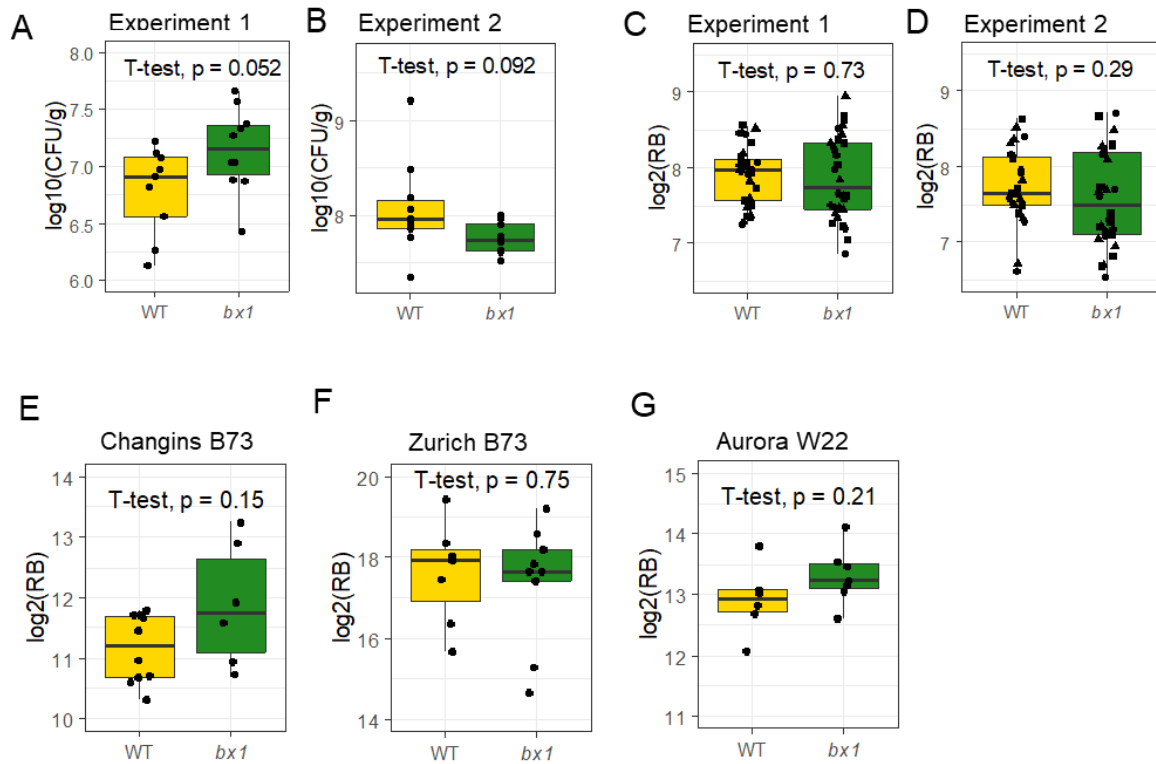 A
Experiment 1
T-test, p = 0.052
log10(CFU/g)
8.0
7.5
7.0
6.5
6.0
WT
bx1
B
Experiment 2
T-test, p = 0.092
log10(CFU/g)
9
8
WT
bx1
C
Experiment 1
T-test, p = 0.73
log2(RB)
9
8
7
WT
bx1
D
Experiment 2
T-test, p = 0.29
log2(RB)
9
8
7
WT
bx1
E
Changins B73
T-test, p = 0.15
log2(RB)
14
13
12
11
10
WT
bx1
F
Zurich B73
T-test, p = 0.75
log2(RB)
20
18
16
14
WT
bx1
G
Aurora W22
T-test, p = 0.21
log2(RB)
15
14
13
12
11
WT
bx1